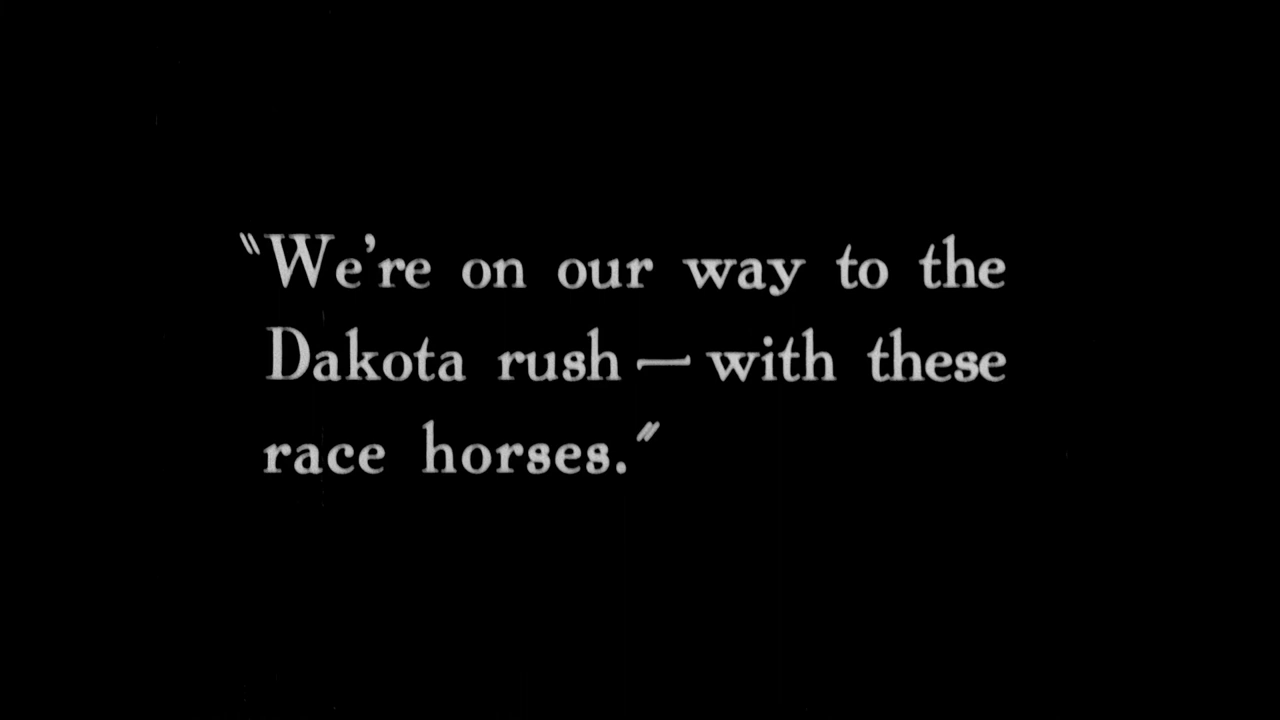 "We're on our way to the
Dakota rush — with these
race horses."